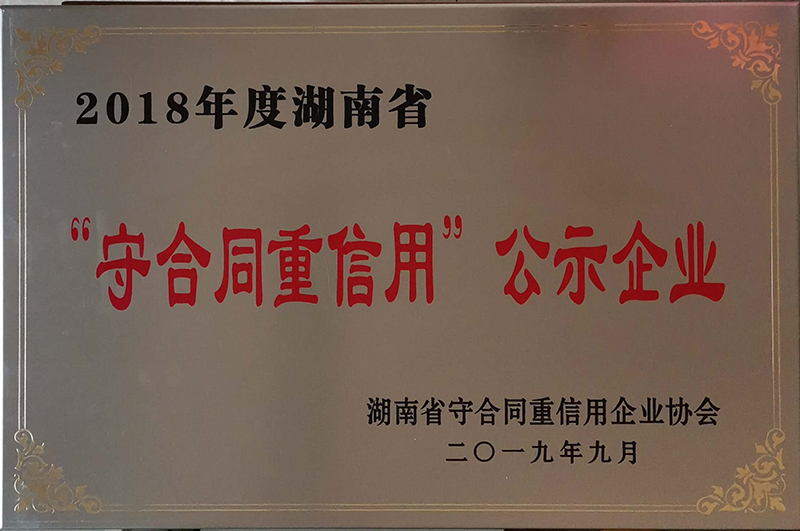 2018年度湖南省
“守合同重信用”公示企业
湖南省守合同重信用企业协会
二〇一九年九月